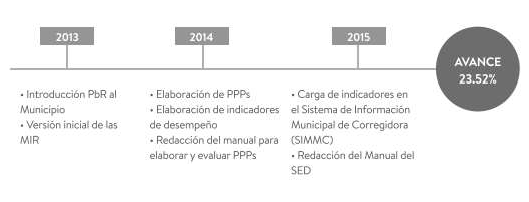 2013
• Introducción PbR al
Municipio
• Versión inicial de las
MIR
2014
• Elaboración de PPPs
• Elaboración de indicadores
de desempeño
• Redacción del manual para
elaborar y evaluar PPPs
2015
• Carga de indicadores en
el Sistema de Información
Municipal de Corregidora
(SIMMC)
• Redacción del Manual del
SED
AVANCE
23.52%